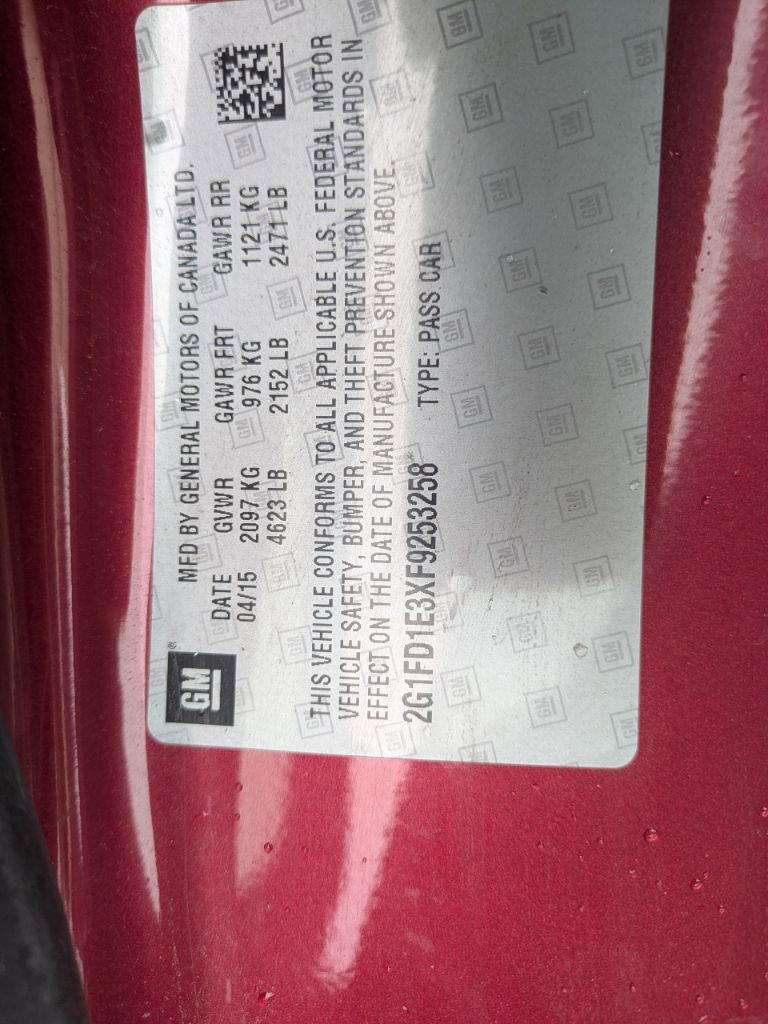 GM®
MFD BY GENERAL MOTORS OF CANADA LTD.
DATE GVWR GAWR FRT GAWR RR
04/15 2097 KG 976 KG 1121 KG
4623 LB 2152 LB 2471 LB
THIS VEHICLE CONFORMS TO ALL APPLICABLE U.S. FEDERAL MOTOR
VEHICLE SAFETY, BUMPER, AND THEFT PREVENTION STANDARDS IN
EFFECT ON THE DATE OF MANUFACTURE SHOWN ABOVE.
2G1FD1E3XF9253258 TYPE: PASS CAR